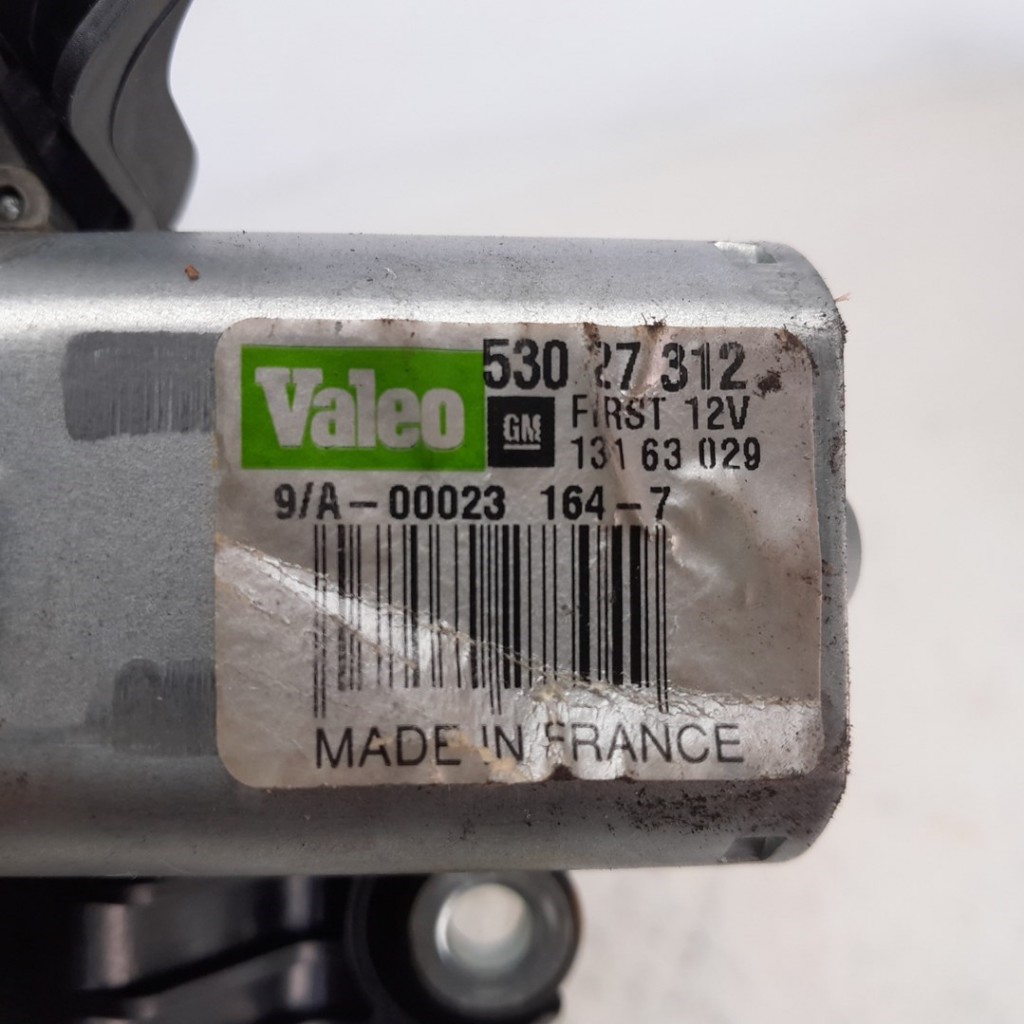 Valeo 530 27 312
GM FIRST 12V
131 63 029
9/A-00023 164-7
MADE IN FRANCE